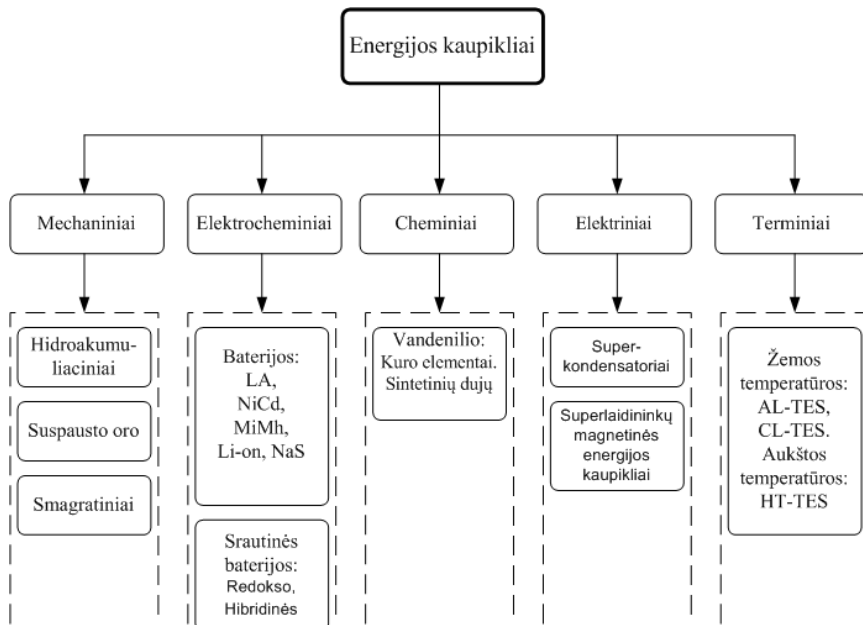 Energijos kaupikliai
Mechaniniai
Elektrocheminiai
Cheminiai
Elektriniai
Terminiai
Hidroakumu-
liaciniai
Suspausto oro
Smagratiniai
Baterijos:
LA,
NiCd,
MiMh,
Li-on, NaS
Srautinės
baterijos:
Redokso,
Hibridinės
Vandenilio:
Kuro elementai.
Sintetinių dujų
Super-
kondensatoriai
Superlaidininkų
magnetinės
energijos
kaupikliai
Žemos
temperatūros:
AL-TES,
CL-TES.
Aukštos
temperatūros:
HT-TES